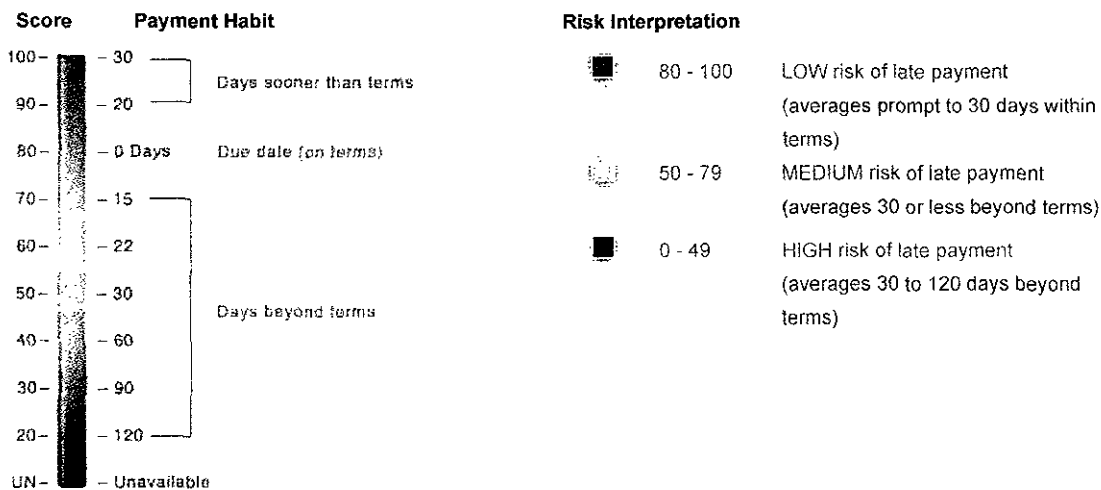 Score Payment Habit
100 – – 30
Days sooner than terms
90 – – 20
80 – – 0 Days Due date (on terms)
70 – – 15
60 – – 22
50 – – 30
Days beyond terms
40 – – 60
30 – – 90
20 – – 120
UN – – Unavailable
Risk Interpretation
80 - 100 LOW risk of late payment
(averages prompt to 30 days within
terms)
50 - 79 MEDIUM risk of late payment
(averages 30 or less beyond terms)
0 - 49 HIGH risk of late payment
(averages 30 to 120 days beyond
terms)